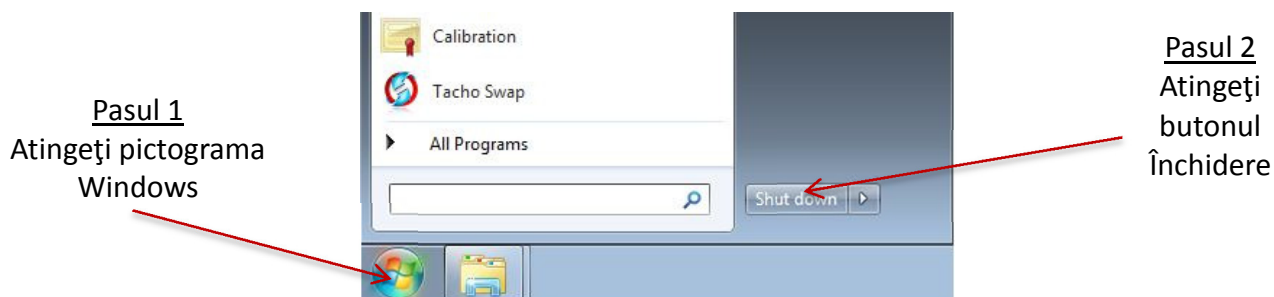 Pasul 1
Atingeţi pictograma
Windows
Calibration
Tacho Swap
All Programs
Shut down
Pasul 2
Atingeţi
butonul
Închidere